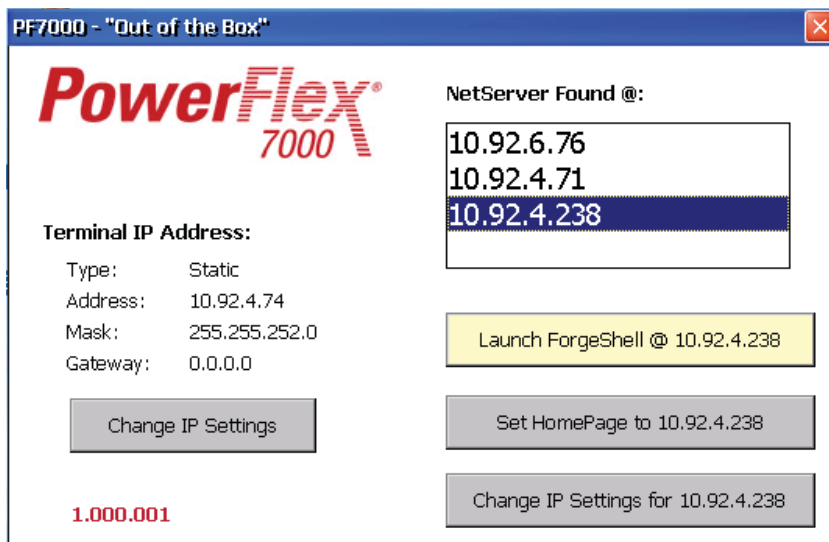 PF7000 - "Out of the Box"
PowerFlex®
7000
NetServer Found @:
10.92.6.76
10.92.4.71
10.92.4.238
Terminal IP Address:
Type: Static
Address: 10.92.4.74
Mask: 255.255.252.0
Gateway: 0.0.0.0
Change IP Settings
1.000.001
Launch ForgeShell @ 10.92.4.238
Set HomePage to 10.92.4.238
Change IP Settings for 10.92.4.238